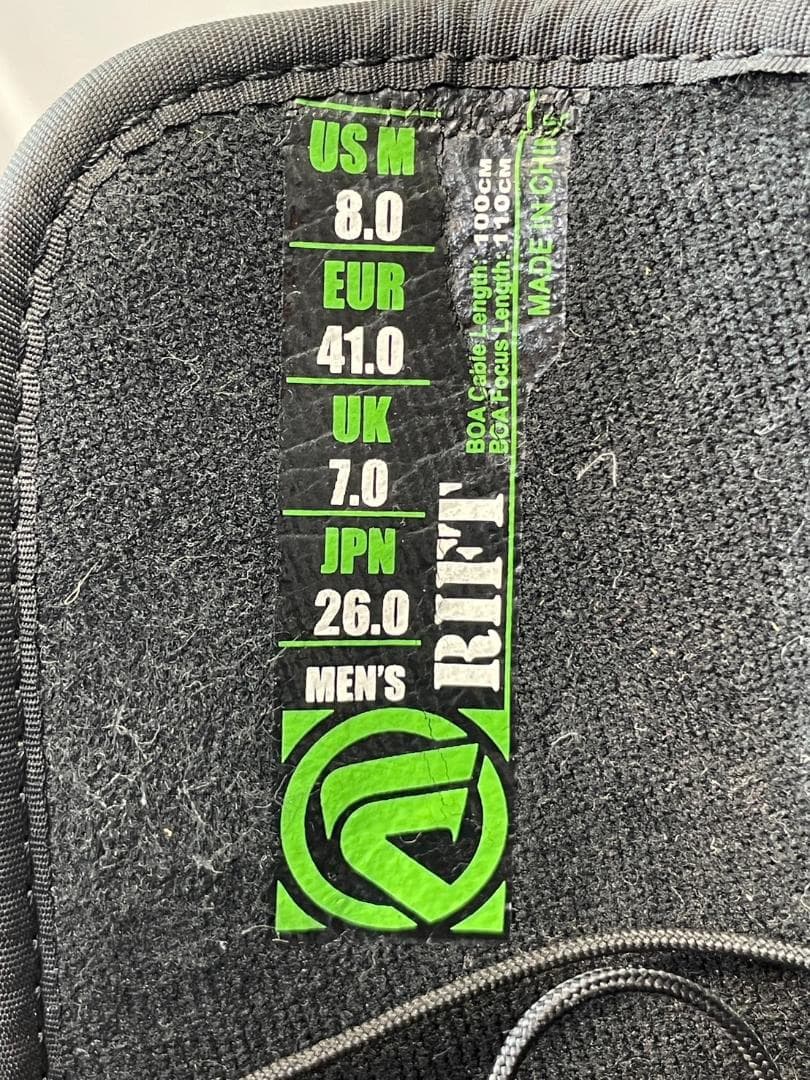 US M
8.0
EUR
41.0
UK
7.0
JPN
26.0
MEN'S
RIFT
BOA Cable Length: 100CM
BOA Focus Length: 110CM
MADE IN CHINA